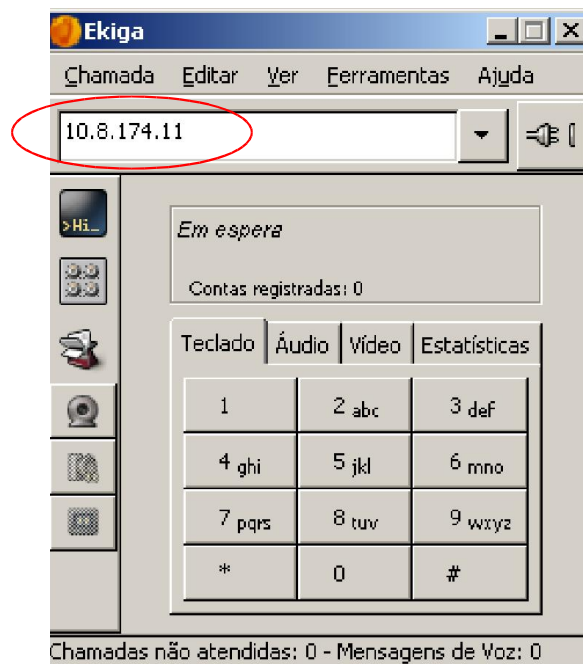 Ekiga
Chamada Editar Ver Ferramentas Ajuda
10.8.174.11
>Hi_
Em espera
Contas registradas: 0
Teclado Áudio Vídeo Estatísticas
1 2 abc 3 def
4 ghi 5 jkl 6 mno
7 pqrs 8 tuv 9 wxyz
* 0 #
Chamadas não atendidas: 0 - Mensagens de Voz: 0